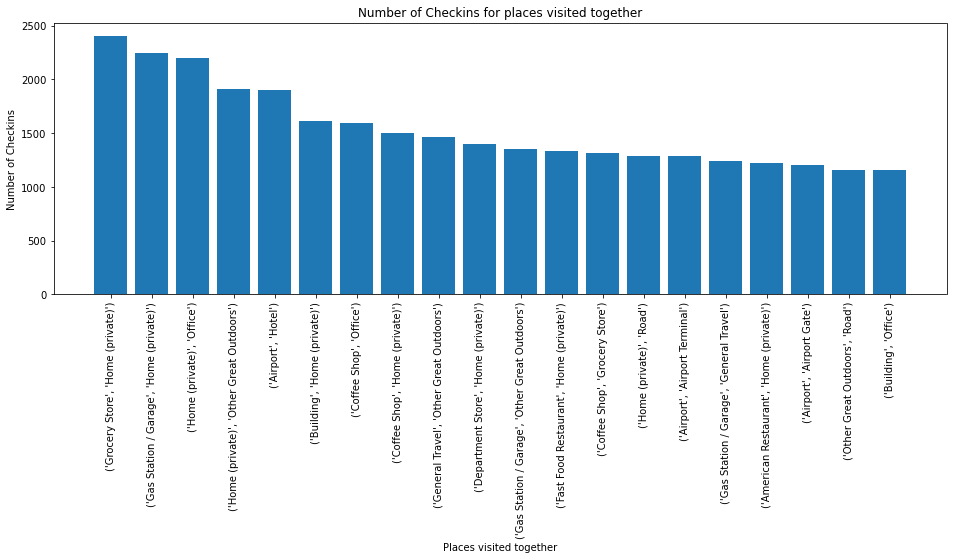 Number of Checkins for places visited together
Number of Checkins
2500
2000
1500
1000
500
0
('Grocery Store', 'Home (private)')
('Gas Station / Garage', 'Home (private)')
('Home (private)', 'Office')
('Home (private)', 'Other Great Outdoors')
('Airport', 'Hotel')
('Building', 'Home (private)')
('Coffee Shop', 'Office')
('Coffee Shop', 'Home (private)')
('General Travel', 'Other Great Outdoors')
('Department Store', 'Home (private)')
('Gas Station / Garage', 'Other Great Outdoors')
('Fast Food Restaurant', 'Home (private)')
('Coffee Shop', 'Grocery Store')
('Home (private)', 'Road')
('Airport', 'Airport Terminal')
('Gas Station / Garage', 'General Travel')
('American Restaurant', 'Home (private)')
('Airport', 'Airport Gate')
('Other Great Outdoors', 'Road')
('Building', 'Office')
Places visited together